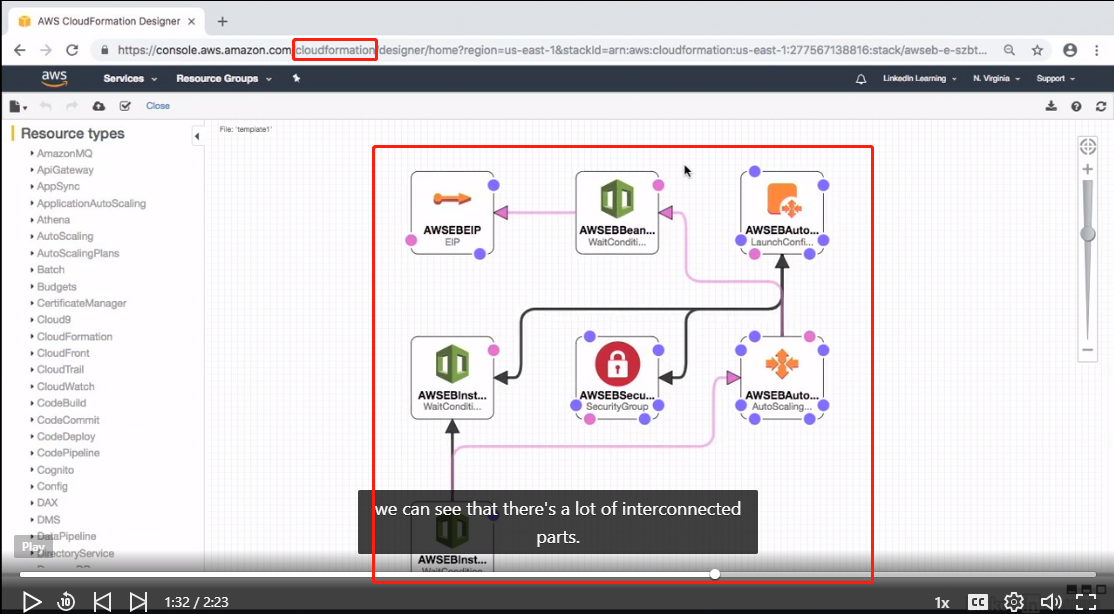 AWS CloudFormation Designer
https://console.aws.amazon.com/cloudformation/designer/home?region=us-east-1&stackId=arn:aws:cloudformation:us-east-1:277567138816:stack/awseb-e-szbt...
aws
Services
Resource Groups
LinkedIn Learning
N. Virginia
Support
Close
Resource types
File: 'template1'
AmazonMQ
ApiGateway
AppSync
ApplicationAutoScaling
Athena
AutoScaling
AutoScalingPlans
Batch
Budgets
CertificateManager
Cloud9
CloudFormation
CloudFront
CloudTrail
CloudWatch
CodeBuild
CodeCommit
CodeDeploy
CodePipeline
Cognito
Config
DAX
DMS
DataPipeline
DirectoryService
AWSEBEIP
EIP
AWSEBBean...
WaitConditi...
AWSEBAuto...
LaunchConfi...
AWSEBInst...
WaitConditi...
AWSEBSecu...
SecurityGroup
AWSEBAuto...
AutoScaling...
we can see that there's a lot of interconnected
parts.
AWSEBInst...
Play
10
1:32 / 2:23
1x
CC